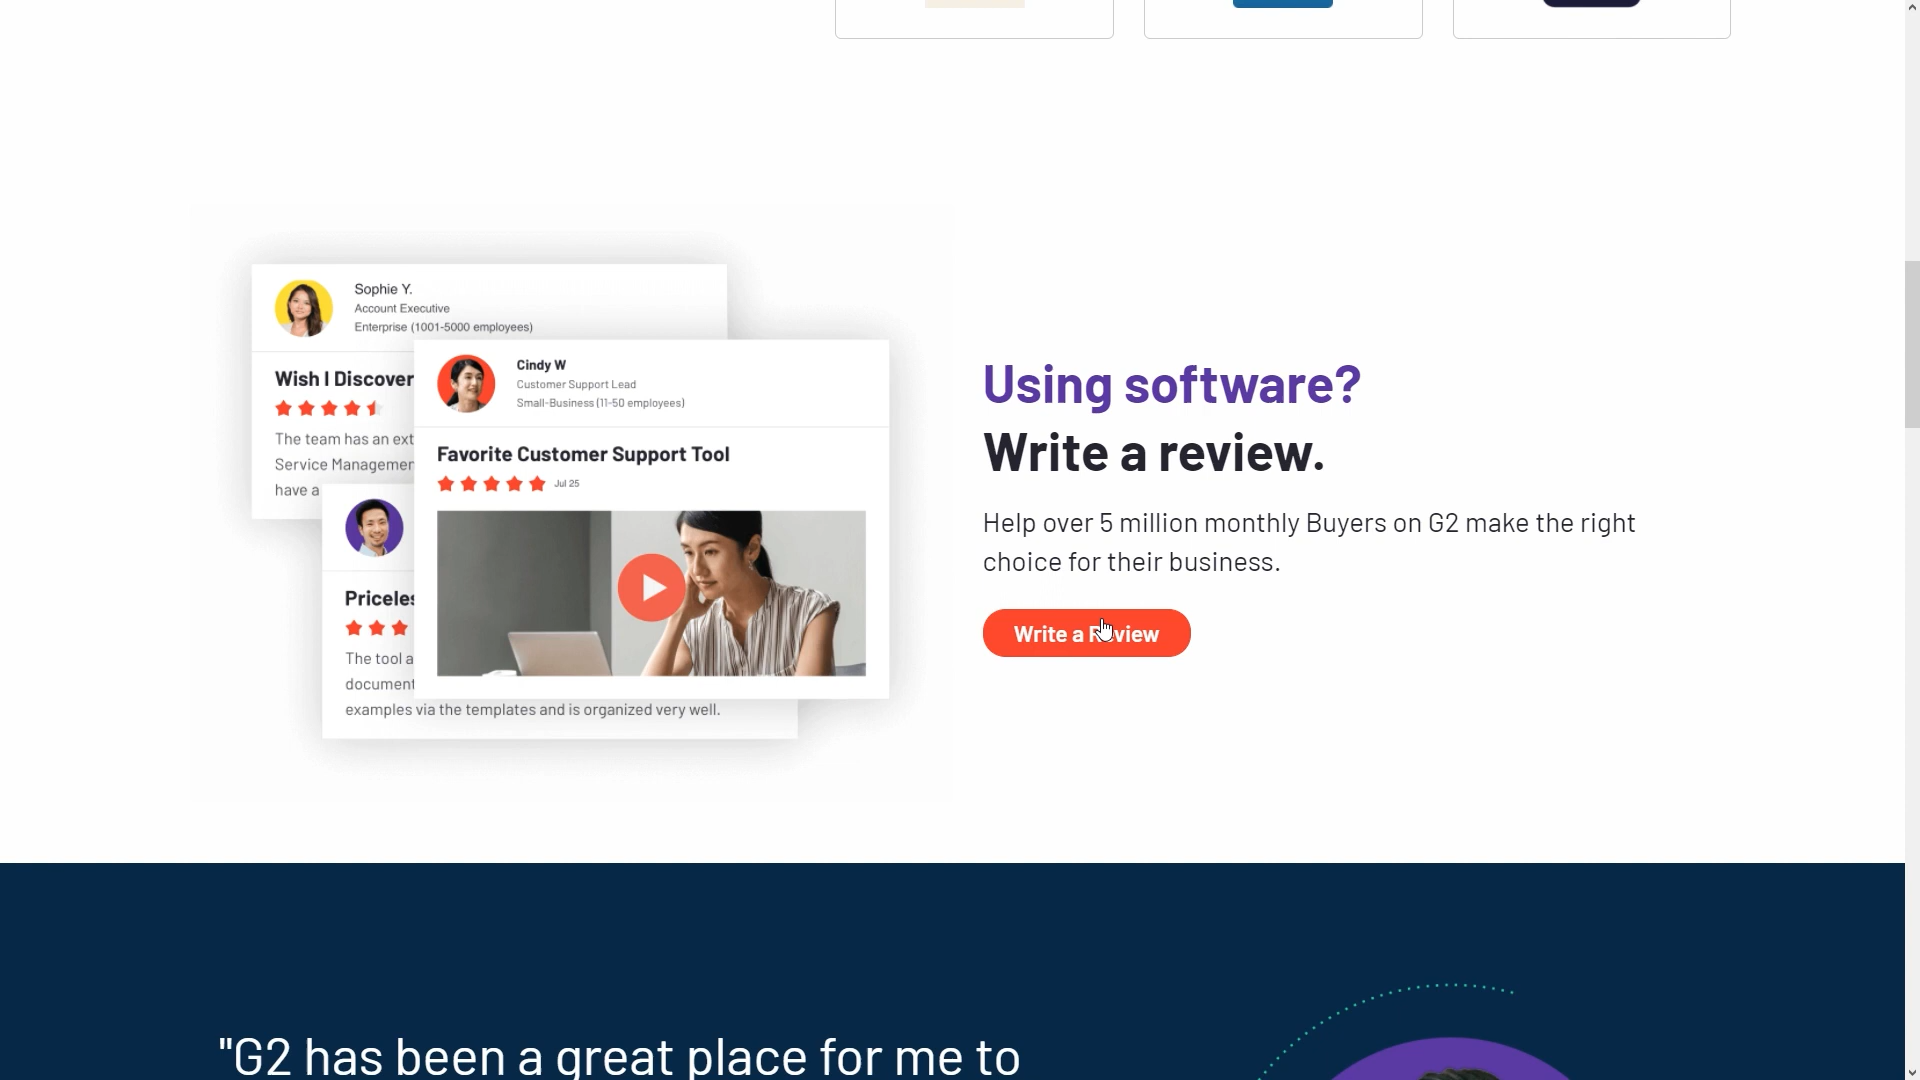 Sophie Y.
Account Executive
Enterprise (1001-5000 employees)
Wish I Discover
The team has an ext
Service Managemen
have a
Cindy W
Customer Support Lead
Small-Business (11-50 employees)
Favorite Customer Support Tool
Jul 25
Priceles
The tool a
document
examples via the templates and is organized very well.
Using software?
Write a review.
Help over 5 million monthly Buyers on G2 make the right
choice for their business.
Write a Review
"G2 has been a great place for me to